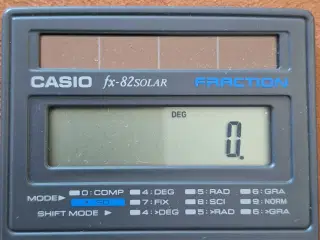 CASIO fx-82SOLAR FRACTION
DEG
0.
MODE▶ 0:COMP 4:DEG 5:RAD 6:GRA
7:FIX 8:SCI 9:NORM
SHIFT MODE ▶ 4:>DEG 5:>RAD 6:>GRA